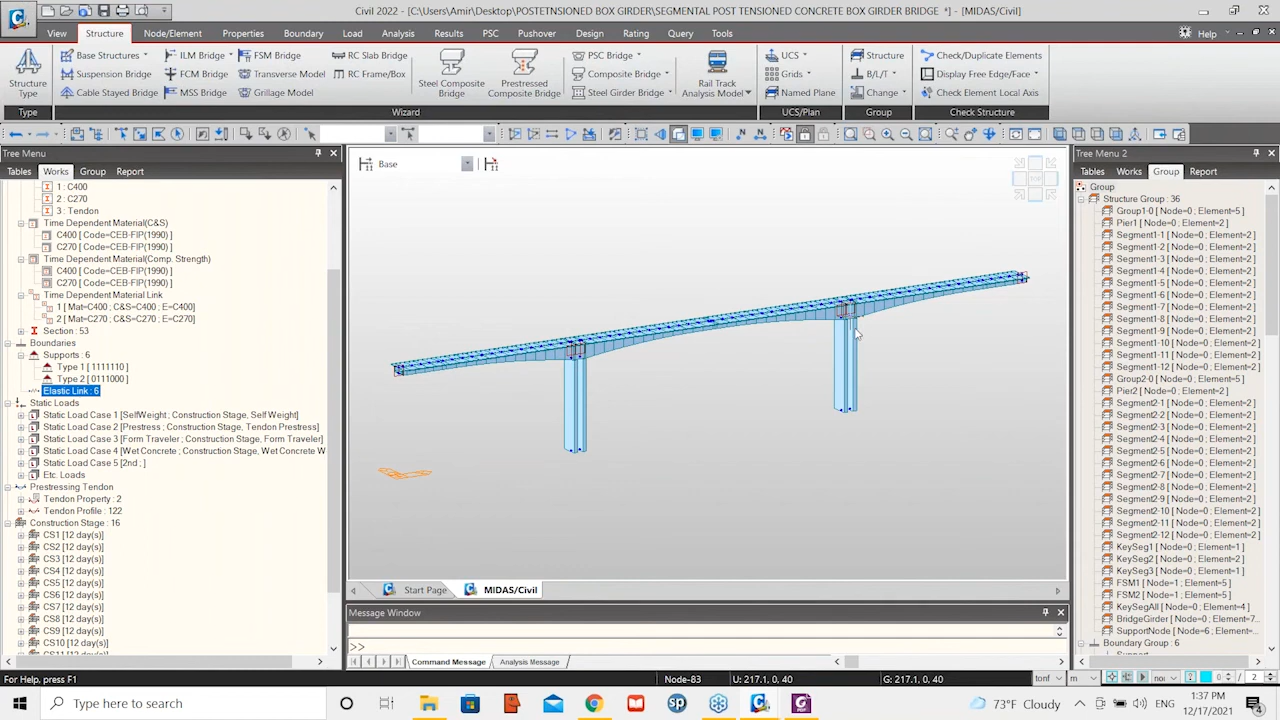 Civil 2022 - [C:\Users\Amir\Desktop\POSTETNSIONED BOX GIRDER\SEGMENTAL POST TENSIONED CONCRETE BOX GIRDER BRIDGE *] - [MIDAS/Civil]
View Structure Node/Element Properties Boundary Load Analysis Results PSC Pushover Design Rating Query Tools Help
Base Structures ILM Bridge FSM Bridge RC Slab Bridge PSC Bridge UCS Structure Check/Duplicate Elements
Suspension Bridge FCM Bridge Transverse Model RC Frame/Box Composite Bridge Grids B/L/T Display Free Edge/Face
Cable Stayed Bridge MSS Bridge Grillage Model Steel Girder Bridge Named Plane Change Check Element Local Axis
Structure Type
Steel Composite Bridge
Prestressed Composite Bridge
Rail Track Analysis Model
Type Wizard UCS/Plan Group Check Structure
Tree Menu
Tables Works Group Report
1 : C400
2 : C270
3 : Tendon
Time Dependent Material(C&S)
C400 [ Code=CEB-FIP(1990) ]
C270 [ Code=CEB-FIP(1990) ]
Time Dependent Material(Comp. Strength)
C400 [ Code=CEB-FIP(1990) ]
C270 [ Code=CEB-FIP(1990) ]
Time Dependent Material Link
1 [ Mat=C400 ; C&S=C400 ; E=C400]
2 [ Mat=C270 ; C&S=C270 ; E=C270]
Section : 53
Boundaries
Supports : 6
Type 1 [ 1111110 ]
Type 2 [ 0111000 ]
Elastic Link : 6
Static Loads
Static Load Case 1 [SelfWeight ; Construction Stage, Self Weight]
Static Load Case 2 [Prestress ; Construction Stage, Tendon Prestress]
Static Load Case 3 [Form Traveler ; Construction Stage, Form Traveler]
Static Load Case 4 [Wet Concrete ; Construction Stage, Wet Concrete W
Static Load Case 5 [2nd ; ]
Etc. Loads
Prestressing Tendon
Tendon Property : 2
Tendon Profile : 122
Construction Stage : 16
CS1 [12 day(s)]
CS2 [12 day(s)]
CS3 [12 day(s)]
CS4 [12 day(s)]
CS5 [12 day(s)]
CS6 [12 day(s)]
CS7 [12 day(s)]
CS8 [12 day(s)]
CS9 [12 day(s)]
CS10 [12 day(s)]
Base
Start Page MIDAS/Civil
Message Window
>>
Command Message Analysis Message
Tree Menu 2
Tables Works Group Report
Group
Structure Group : 36
Group1-0 [ Node=0 ; Element=5 ]
Pier1 [ Node=0 ; Element=2 ]
Segment1-1 [ Node=0 ; Element=2 ]
Segment1-2 [ Node=0 ; Element=2 ]
Segment1-3 [ Node=0 ; Element=2 ]
Segment1-4 [ Node=0 ; Element=2 ]
Segment1-5 [ Node=0 ; Element=2 ]
Segment1-6 [ Node=0 ; Element=2 ]
Segment1-7 [ Node=0 ; Element=2 ]
Segment1-8 [ Node=0 ; Element=2 ]
Segment1-9 [ Node=0 ; Element=2 ]
Segment1-10 [ Node=0 ; Element=2 ]
Segment1-11 [ Node=0 ; Element=2 ]
Segment1-12 [ Node=0 ; Element=2 ]
Group2-0 [ Node=0 ; Element=5 ]
Pier2 [ Node=0 ; Element=2 ]
Segment2-1 [ Node=0 ; Element=2 ]
Segment2-2 [ Node=0 ; Element=2 ]
Segment2-3 [ Node=0 ; Element=2 ]
Segment2-4 [ Node=0 ; Element=2 ]
Segment2-5 [ Node=0 ; Element=2 ]
Segment2-6 [ Node=0 ; Element=2 ]
Segment2-7 [ Node=0 ; Element=2 ]
Segment2-8 [ Node=0 ; Element=2 ]
Segment2-9 [ Node=0 ; Element=2 ]
Segment2-10 [ Node=0 ; Element=2 ]
Segment2-11 [ Node=0 ; Element=2 ]
Segment2-12 [ Node=0 ; Element=2 ]
KeySeg1 [ Node=0 ; Element=1 ]
KeySeg2 [ Node=0 ; Element=1 ]
KeySeg3 [ Node=0 ; Element=1 ]
FSM1 [ Node=1 ; Element=5 ]
FSM2 [ Node=1 ; Element=5 ]
KeySegAll [ Node=0 ; Element=4 ]
BridgeGirder [ Node=0 ; Element=7...
SupportNode [ Node=6 ; Element=0 ]
Boundary Group : 6
For Help, press F1 Node-83 U: 217.1, 0, 40 G: 217.1, 0, 40 tonf m non 2
Type here to search 73°F Cloudy ENG 1:37 PM 12/17/2021 4